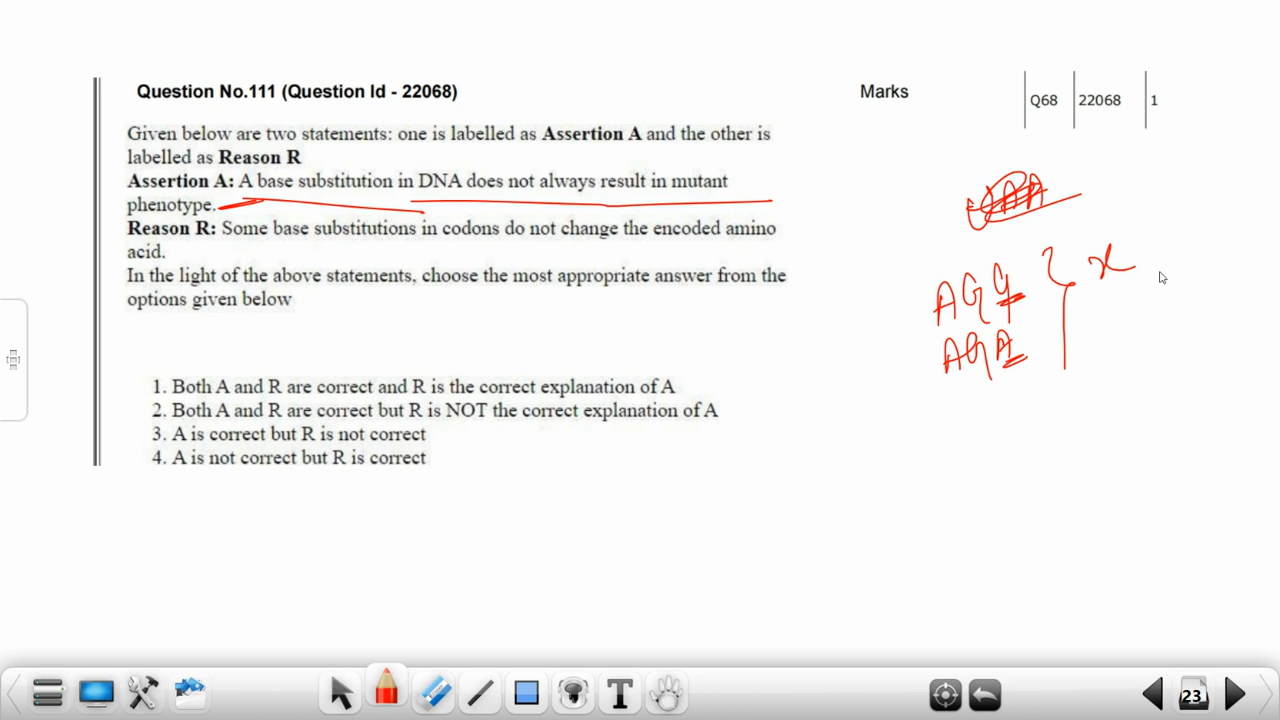 Question No.111 (Question Id - 22068)
Marks
Q68 22068 1
Given below are two statements: one is labelled as Assertion A and the other is
labelled as Reason R
Assertion A: A base substitution in DNA does not always result in mutant
phenotype.
Reason R: Some base substitutions in codons do not change the encoded amino
acid.
In the light of the above statements, choose the most appropriate answer from the
options given below
AGG } x
AGA
1. Both A and R are correct and R is the correct explanation of A
2. Both A and R are correct but R is NOT the correct explanation of A
3. A is correct but R is not correct
4. A is not correct but R is correct
T
23